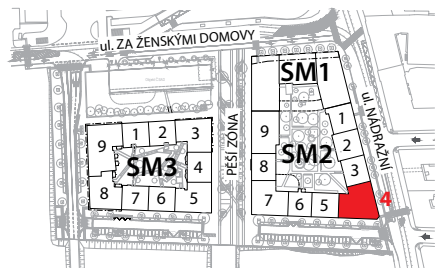 ul. ZA ŽENSKÝMI DOMOVY
SM1
ul. NÁDRAŽNÍ
PĚŠÍ ZÓNA
9 1 2 3
SM3
4
8 7 6 5
9 1
SM2
2
8 3
7 6 5 4